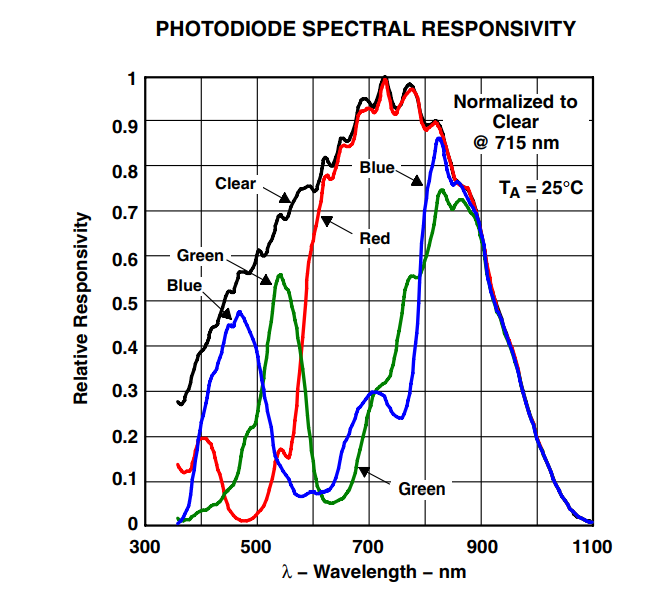 PHOTODIODE SPECTRAL RESPONSIVITY
1
0.9
0.8
0.7
0.6
0.5
0.4
0.3
0.2
0.1
0
Relative Responsivity
Normalized to
Clear
@ 715 nm
TA = 25°C
Blue
Clear
Red
Green
Blue
Green
300
500
700
900
1100
λ – Wavelength – nm